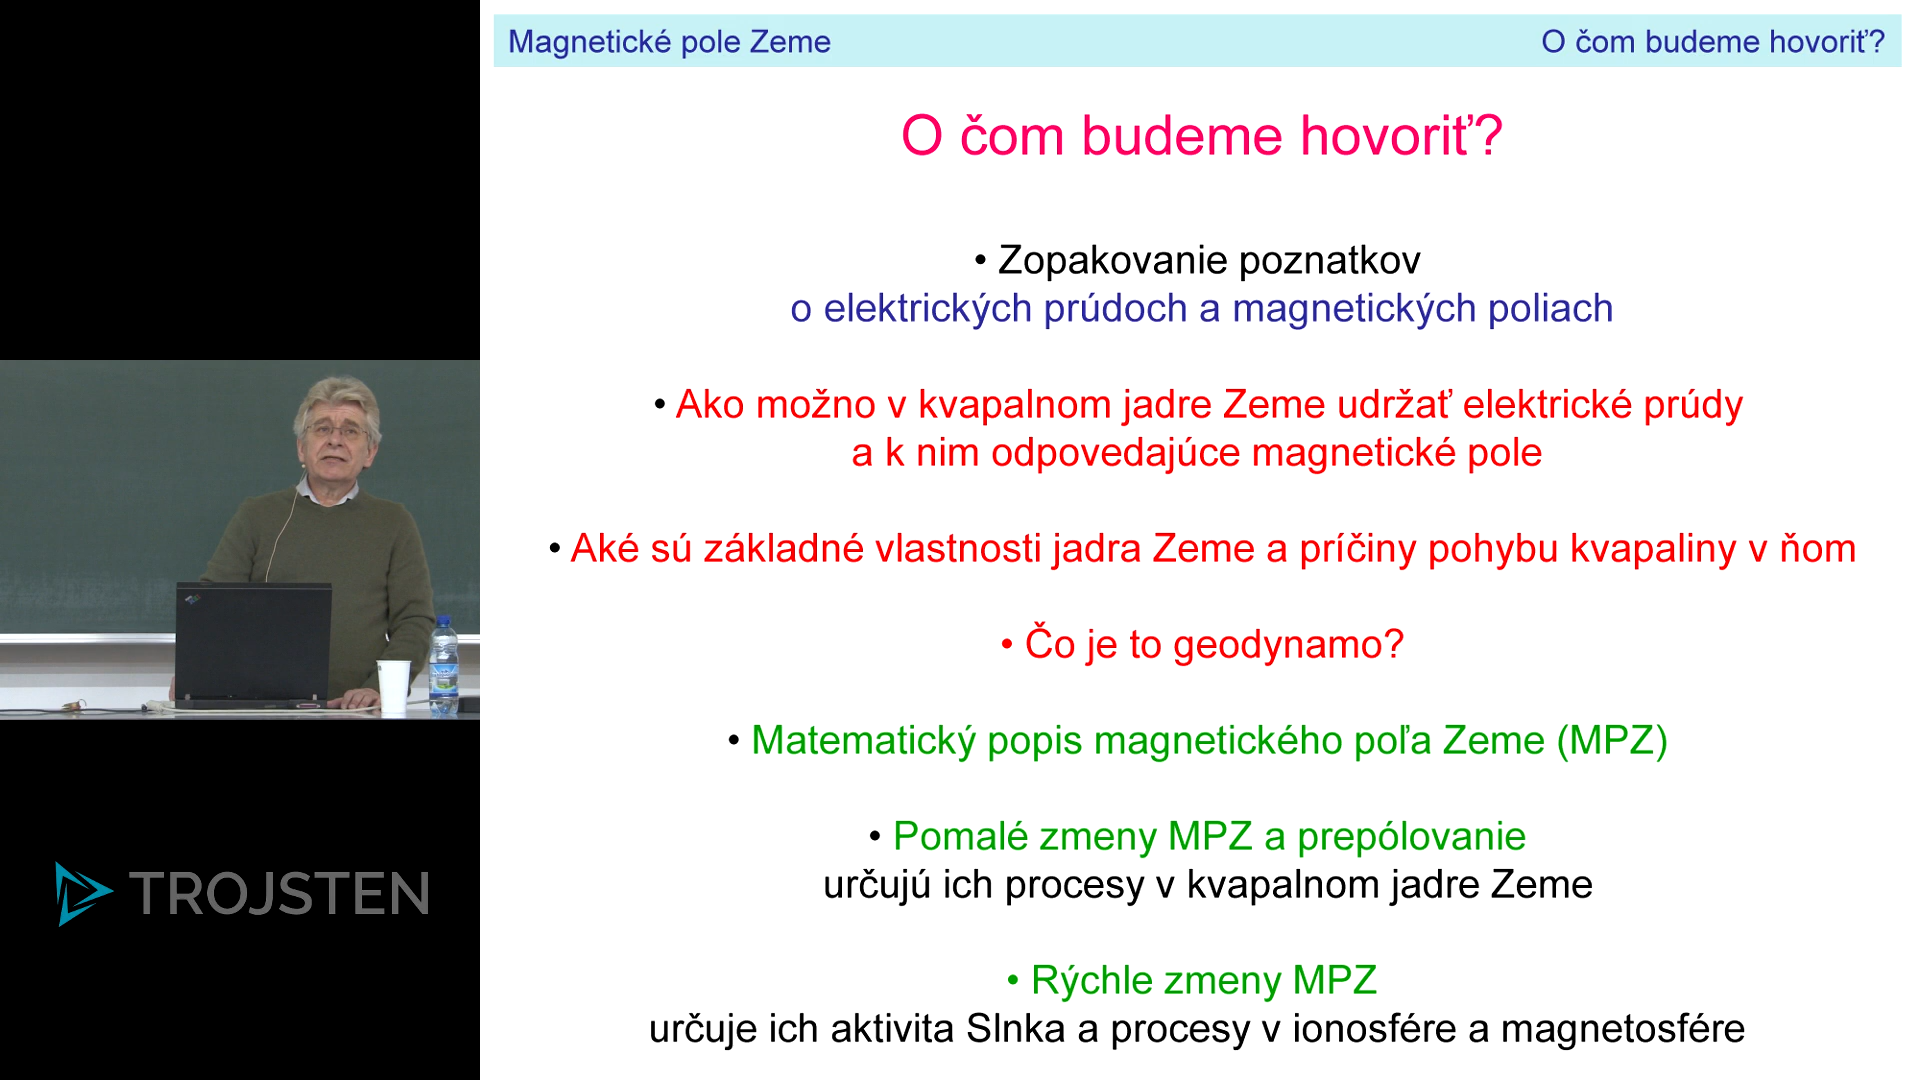 Magnetické pole Zeme
O čom budeme hovoriť?
O čom budeme hovoriť?
• Zopakovanie poznatkov
o elektrických prúdoch a magnetických poliach
• Ako možno v kvapalnom jadre Zeme udržať elektrické prúdy
a k nim odpovedajúce magnetické pole
• Aké sú základné vlastnosti jadra Zeme a príčiny pohybu kvapaliny v ňom
• Čo je to geodynamo?
• Matematický popis magnetického poľa Zeme (MPZ)
• Pomalé zmeny MPZ a prepólovanie
určujú ich procesy v kvapalnom jadre Zeme
• Rýchle zmeny MPZ
určuje ich aktivita Slnka a procesy v ionosfére a magnetosfére
TROJSTEN